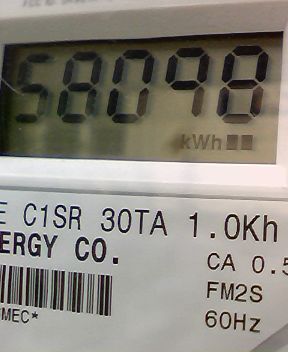 58098
kWh
E C1SR 30TA 1.0Kh
ERGY CO.
CA 0.5
FM2S
MEC*
60Hz